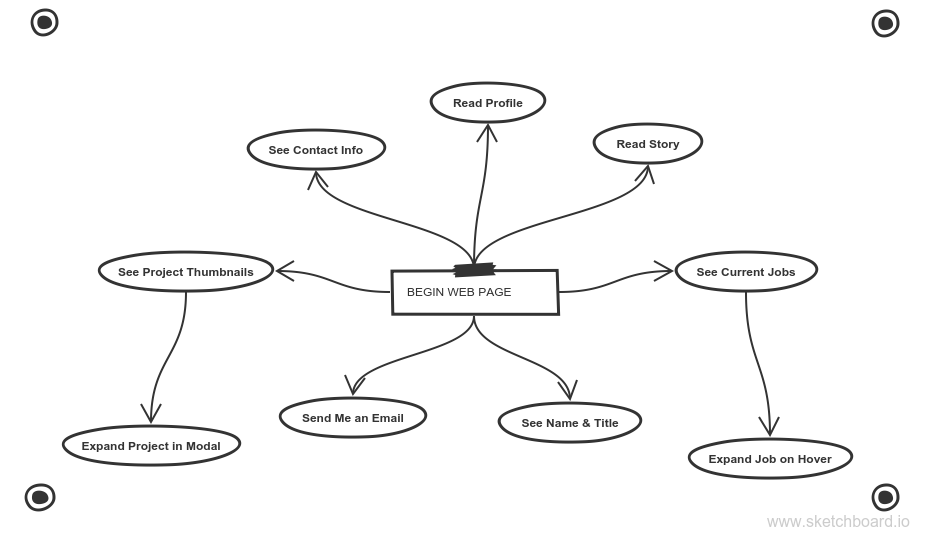 Read Profile
See Contact Info
Read Story
See Project Thumbnails
See Current Jobs
BEGIN WEB PAGE
Send Me an Email
See Name & Title
Expand Project in Modal
Expand Job on Hover
www.sketchboard.io